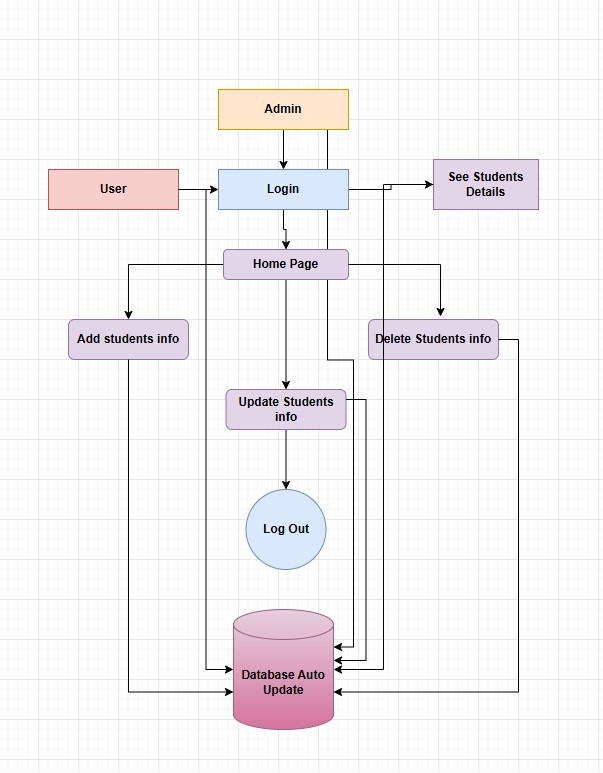 Admin
User
Login
See Students
Details
Home Page
Add students info
Delete Students info
Update Students
info
Log Out
Database Auto
Update